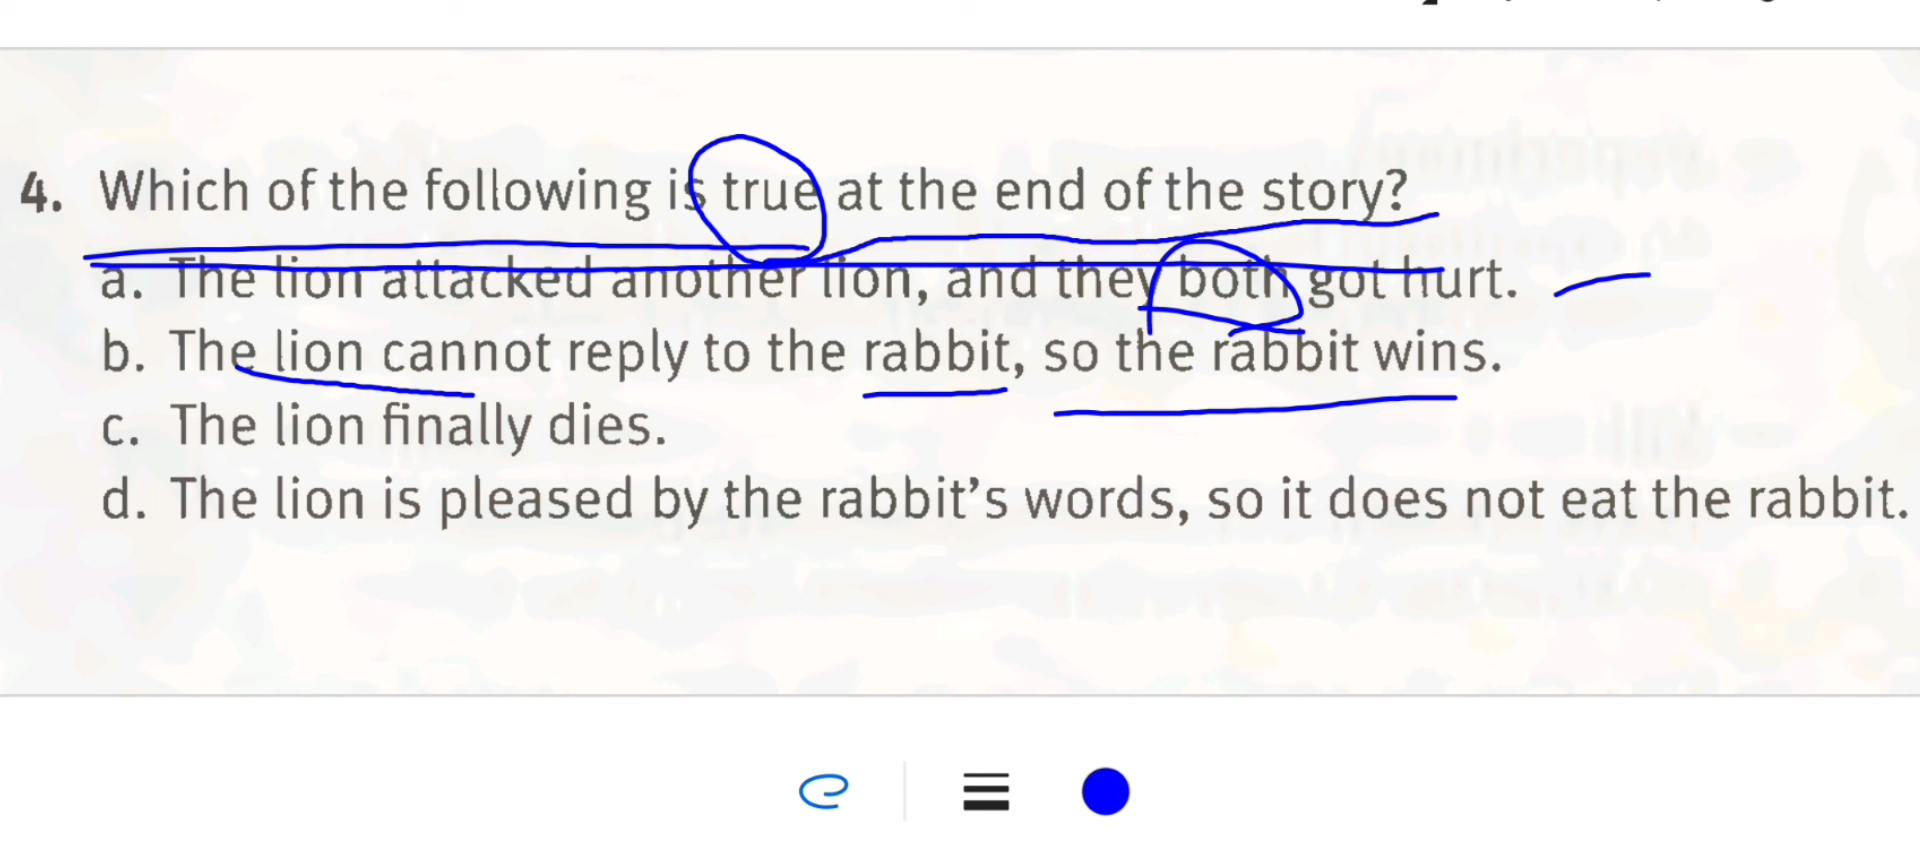 4. Which of the following is true at the end of the story?
a. The lion attacked another lion, and they both got hurt.
b. The lion cannot reply to the rabbit, so the rabbit wins.
c. The lion finally dies.
d. The lion is pleased by the rabbit's words, so it does not eat the rabbit.